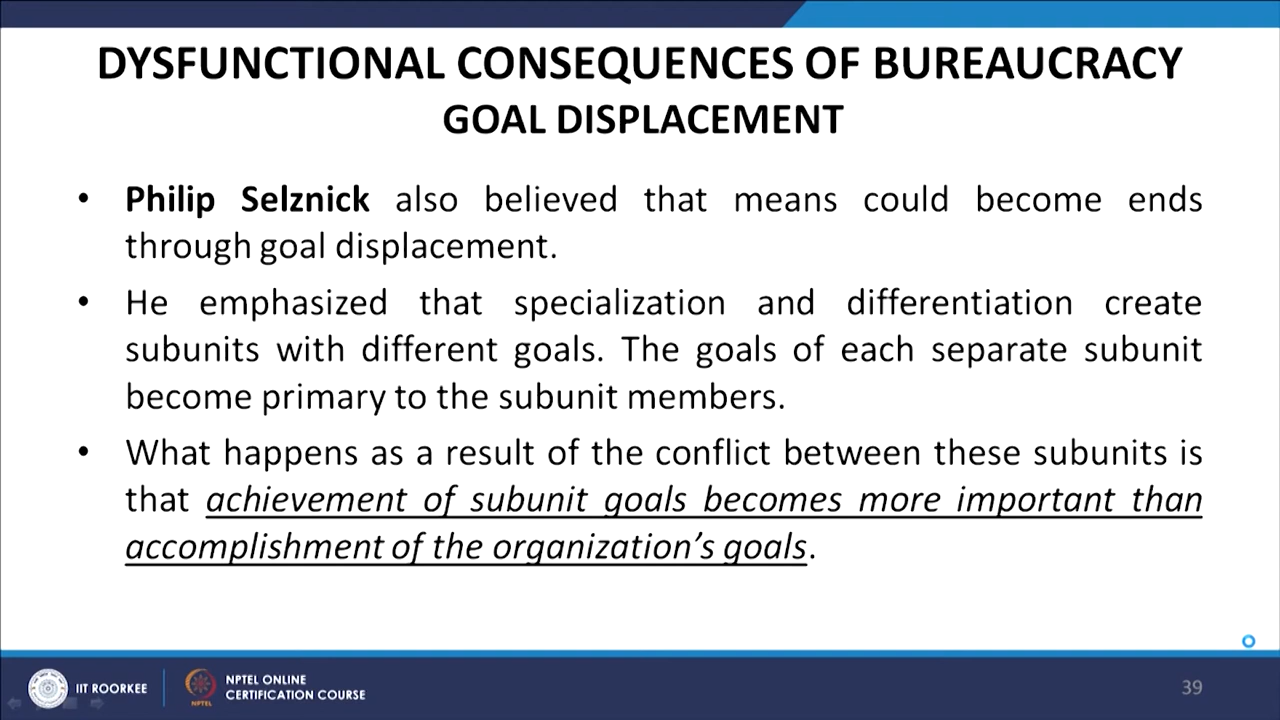 DYSFUNCTIONAL CONSEQUENCES OF BUREAUCRACY
GOAL DISPLACEMENT
• Philip Selznick also believed that means could become ends
through goal displacement.
• He emphasized that specialization and differentiation create
subunits with different goals. The goals of each separate subunit
become primary to the subunit members.
• What happens as a result of the conflict between these subunits is
that achievement of subunit goals becomes more important than
accomplishment of the organization’s goals.
IIT ROORKEE
NPTEL
NPTEL ONLINE
CERTIFICATION COURSE
39